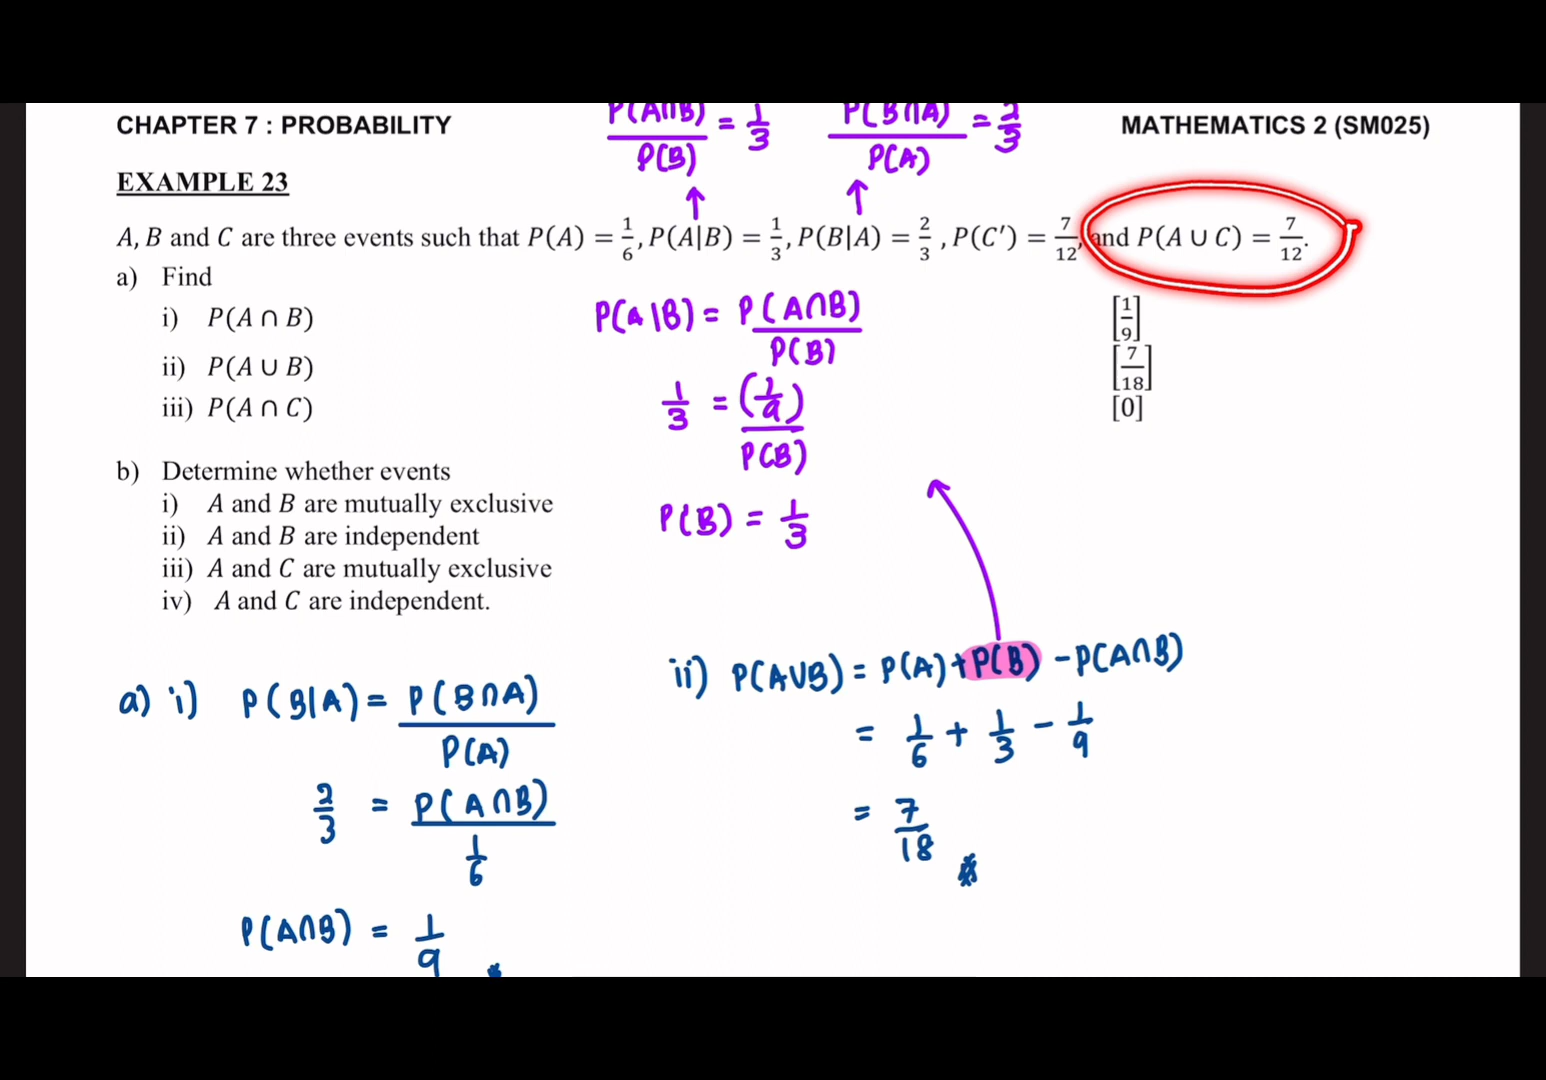 CHAPTER 7 : PROBABILITY
P(A∩B)/P(B) = 1/3
P(B∩A)/P(A) = 2/3
MATHEMATICS 2 (SM025)
EXAMPLE 23
A, B and C are three events such that P(A) = 1/6, P(A|B) = 1/3, P(B|A) = 2/3, P(C′) = 7/12, and P(A ∪ C) = 7/12.
a) Find
i) P(A ∩ B) [1/9]
ii) P(A ∪ B) [7/18]
iii) P(A ∩ C) [0]
P(A|B) = P(A∩B)/P(B)
1/3 = (1/9)/P(B)
P(B) = 1/3
b) Determine whether events
i) A and B are mutually exclusive
ii) A and B are independent
iii) A and C are mutually exclusive
iv) A and C are independent.
a) i) P(B|A) = P(B∩A)/P(A)
2/3 = P(A∩B)/(1/6)
P(A∩B) = 1/9
ii) P(A∪B) = P(A)+P(B) - P(A∩B)
= 1/6 + 1/3 - 1/9
= 7/18